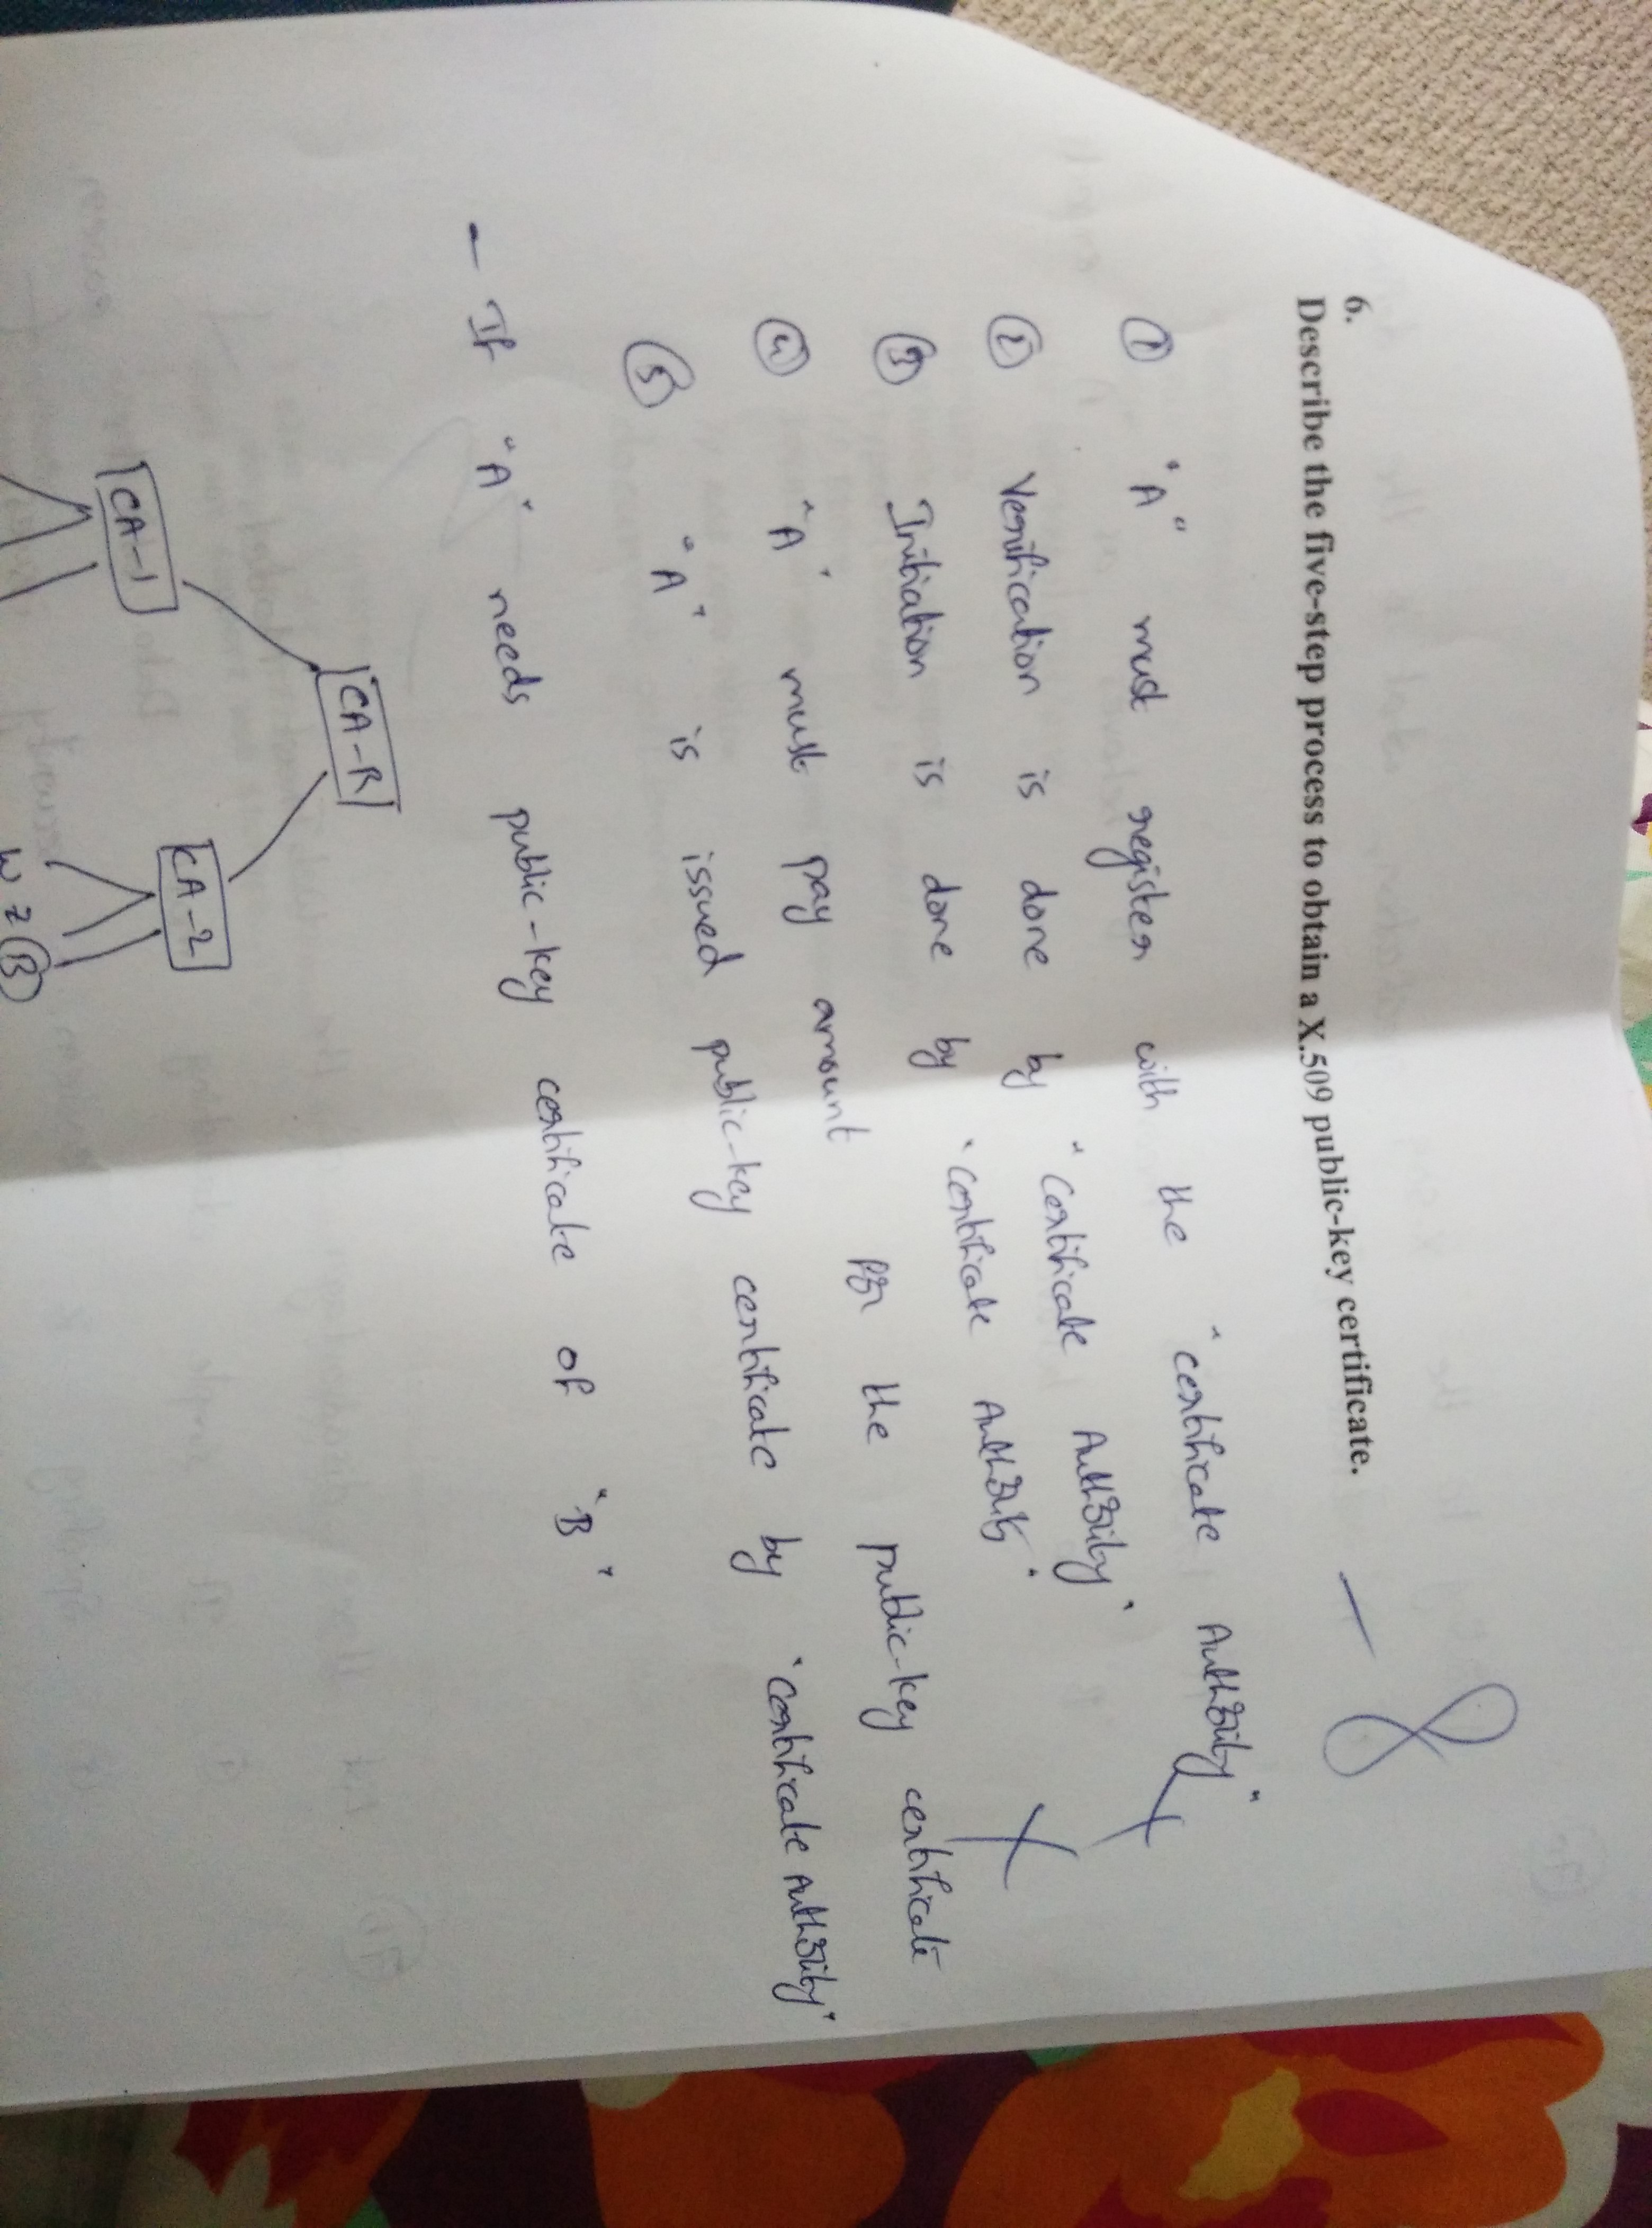 6.
Describe the five-step process to obtain a X.509 public-key certificate. — 8
① "A" must register with the "certificate Authority"
② Verification is done by "Certificate Authority"
③ Initiation is done by "certificate Authority"
④ "A" must pay amount for the public-key certificate
⑤ "A" is issued public-key certificate by "certificate Authority"
- If "A" needs public-key certificate of "B"
CA-R
CA-1 CA-2
W Z B